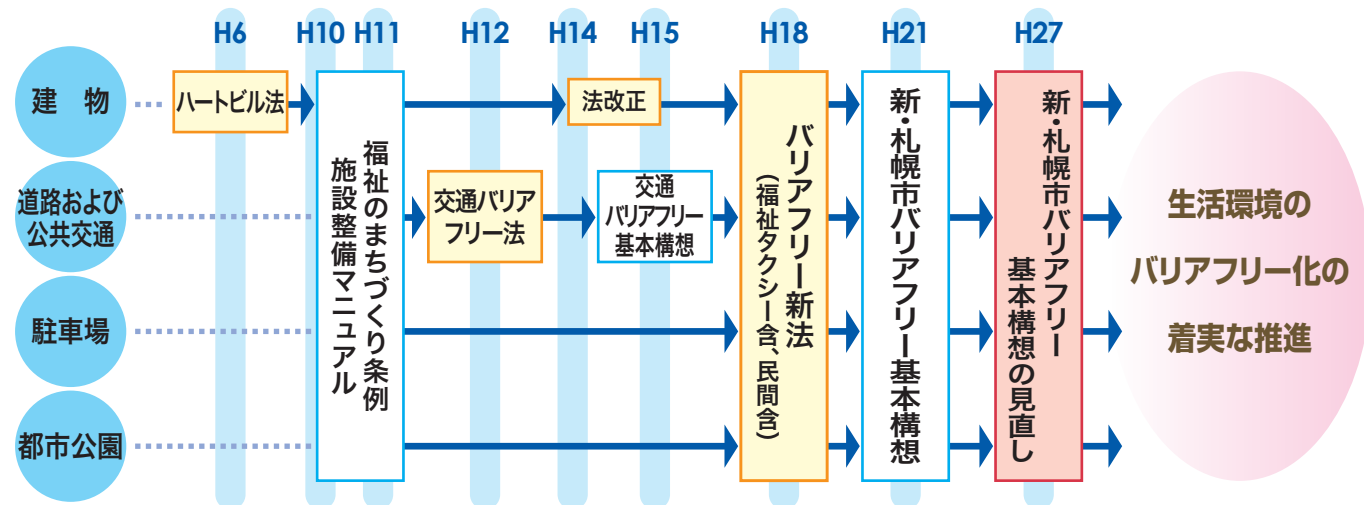 H6
H10
H11
H12
H14
H15
H18
H21
H27
建物
ハートビル法
法改正
道路および
公共交通
交通バリア
フリー法
交通
バリアフリー
基本構想
駐車場
都市公園
福祉のまちづくり条例
施設整備マニュアル
バリアフリー新法
(福祉タクシー含、民間含)
新・札幌市バリアフリー基本構想
新・札幌市バリアフリー
基本構想の見直し
生活環境の
バリアフリー化の
着実な推進